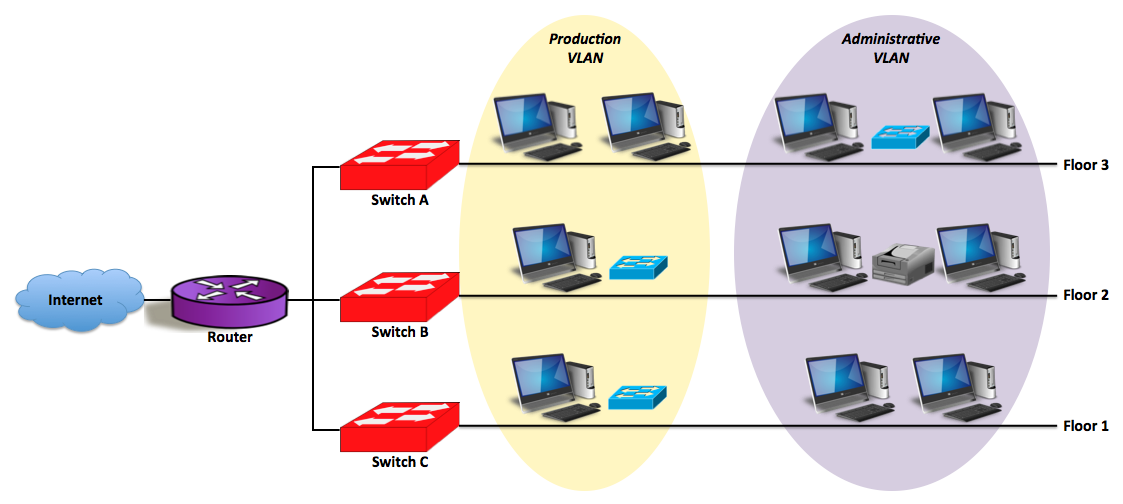 Production
VLAN
Administrative
VLAN
Floor 3
Switch A
Internet
Router
Floor 2
Switch B
Floor 1
Switch C